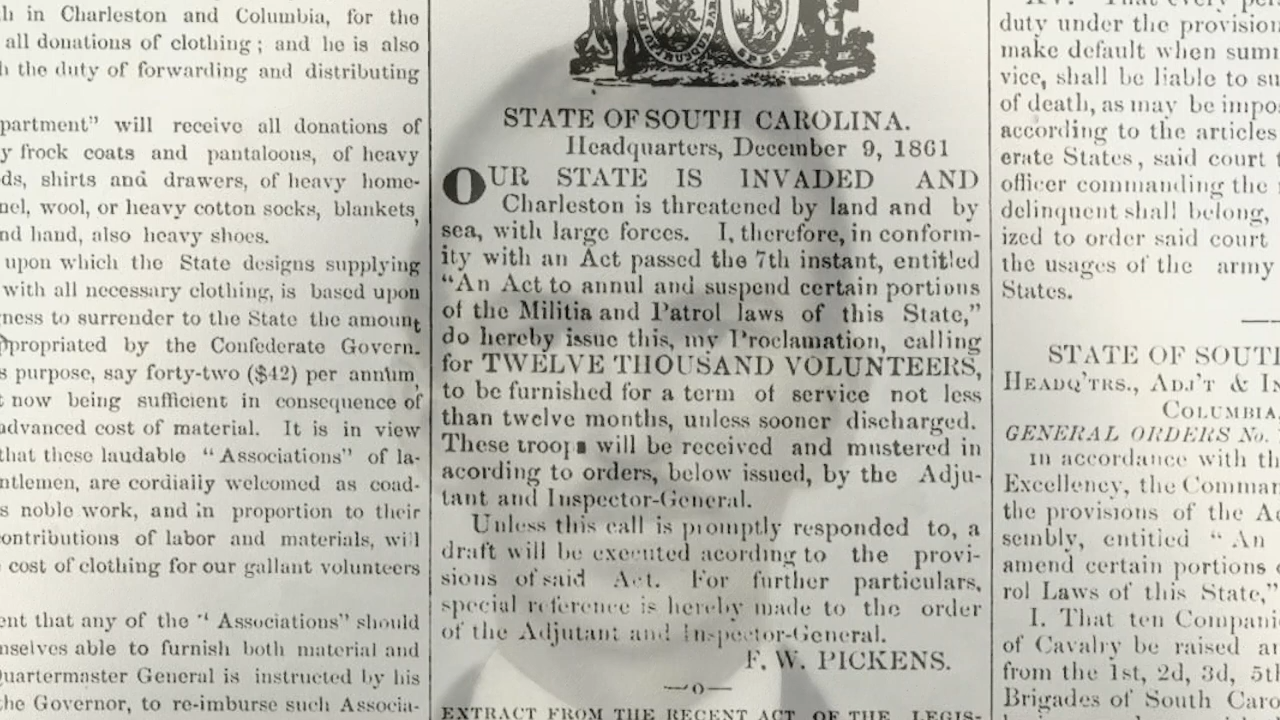 h in Charleston and Columbia, for the
all donations of clothing; and he is also
h the duty of forwarding and distributing
partment" will receive all donations of
y frock coats and pantaloons, of heavy
ds, shirts and drawers, of heavy home-
nel, wool, or heavy cotton socks, blankets,
nd hand, also heavy shoes.
upon which the State designs supplying
with all necessary clothing, is based upon
ness to surrender to the State the amount
ppropriated by the Confederate Govern-
s purpose, say forty-two ($42) per annum,
t now being sufficient in consequence of
advanced cost of material. It is in view
that these laudable "Associations" of la-
ntlemen, are cordially welcomed as coad-
s noble work, and in proportion to their
ontributions of labor and materials, will
cost of clothing for our gallant volunteers
ent that any of the "Associations" should
mselves able to furnish both material and
Quartermaster General is instructed by his
the Governor, to re-imburse such Associa-
SPES.
STATE OF SOUTH CAROLINA.
Headquarters, December 9, 1861
OUR STATE IS INVADED AND
Charleston is threatened by land and by
sea, with large forces. I, therefore, in conform-
ity with an Act passed the 7th instant, entitled
"An Act to annul and suspend certain portions
of the Militia and Patrol laws of this State,"
do hereby issue this, my Proclamation, calling
for TWELVE THOUSAND VOLUNTEERS,
to be furnished for a term of service not less
than twelve months, unless sooner discharged.
These troops will be received and mustered in
acording to orders, below issued, by the Adju-
tant and Inspector-General.
Unless this call is promptly responded to, a
draft will be executed acording to the provi-
sions of said Act. For further particulars,
special reference is hereby made to the order
of the Adjutant and Inspector-General.
F. W. PICKENS.
—o—
EXTRACT FROM THE RECENT ACT OF THE LEGIS-
XV. That every per
duty under the provision
make default when summ
vice, shall be liable to su
of death, as may be impo
according to the articles
erate States, said court t
officer commanding the
delinquent shall belong,
ized to order said court
the usages of the army
States.
STATE OF SOUTH
HEADQ'TRS., ADJ'T & IN
COLUMBIA,
GENERAL ORDERS No.
In accordance with th
Excellency, the Comman
the provisions of the Ac
sembly, entitled "An
amend certain portions o
rol Laws of this State,"
I. That ten Compani
of Cavalry be raised an
from the 1st, 2d, 3d, 5th
Brigades of South Caro